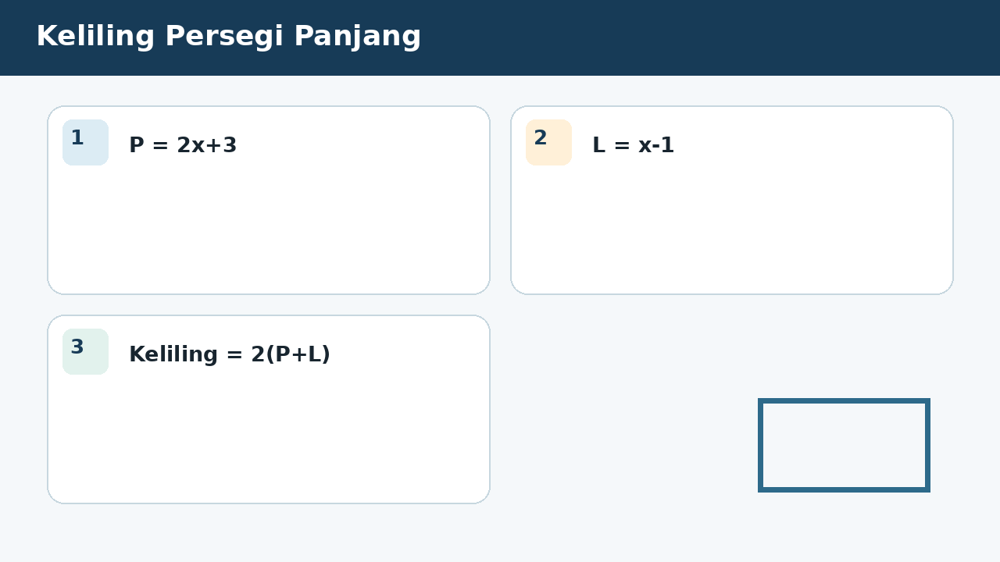 Keliling Persegi Panjang
1
P = 2x+3
2
L = x-1
3
Keliling = 2(P+L)